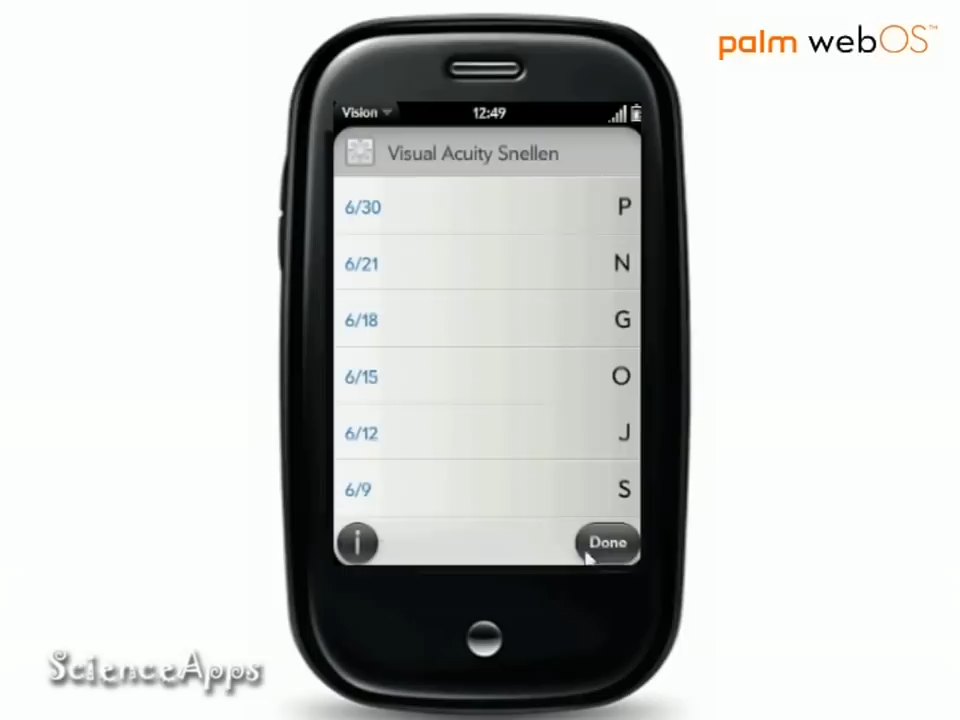 palm webOS™
Vision 12:49
Visual Acuity Snellen
6/30 P
6/21 N
6/18 G
6/15 O
6/12 J
6/9 S
i Done
ScienceApps